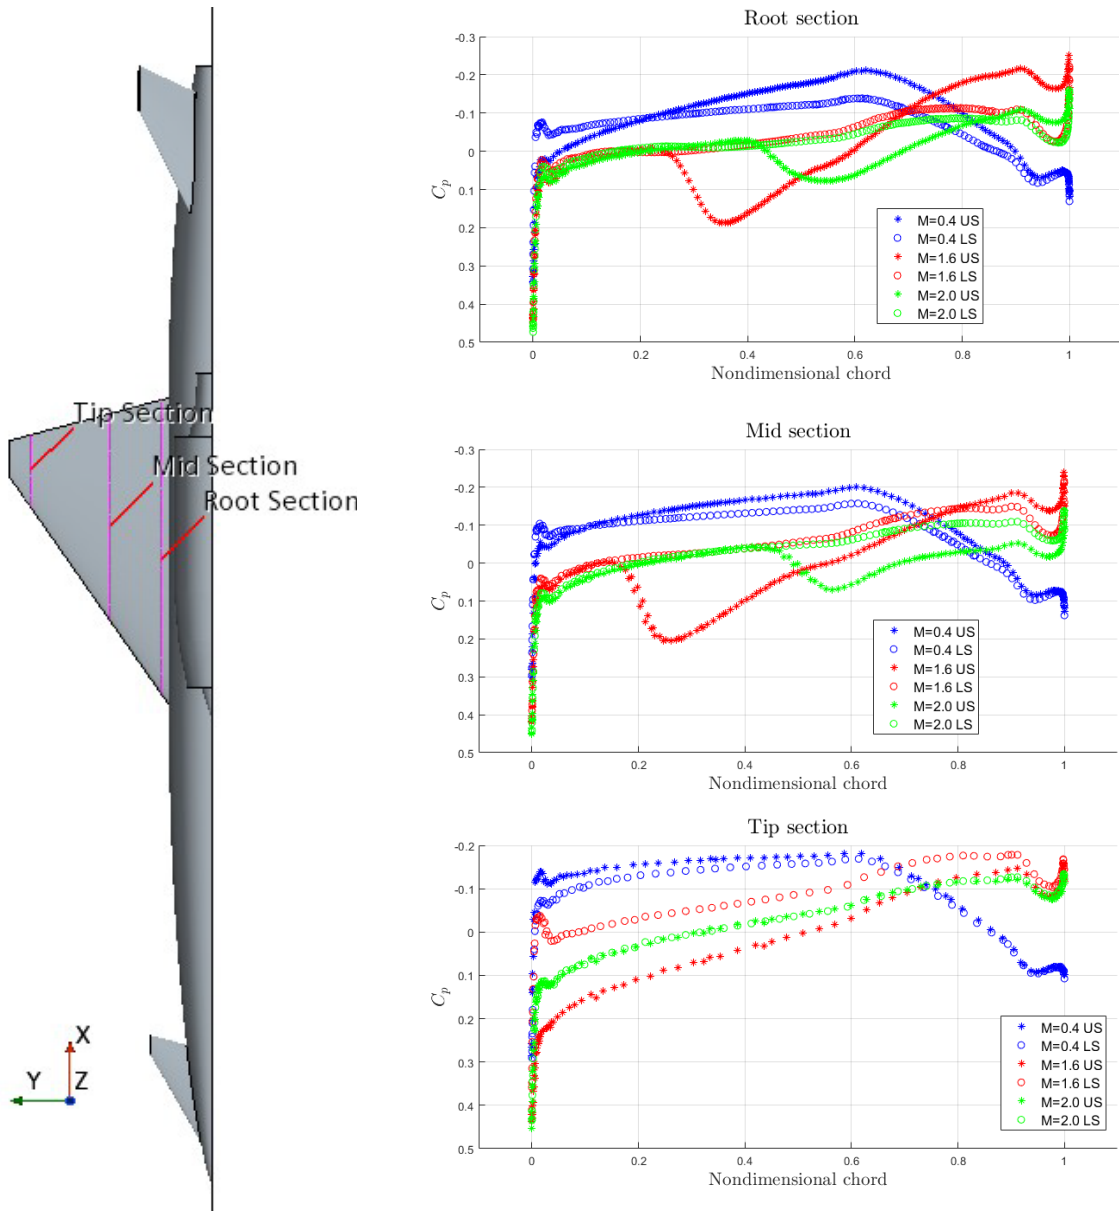 Tip Section
Mid Section
Root Section
X
Y
Z
Root section
-0.3
-0.2
-0.1
0
0.1
0.2
0.3
0.4
0.5
C_p
0
0.2
0.4
0.6
0.8
1
Nondimensional chord
M=0.4 US
M=0.4 LS
M=1.6 US
M=1.6 LS
M=2.0 US
M=2.0 LS
Mid section
-0.3
-0.2
-0.1
0
0.1
0.2
0.3
0.4
0.5
C_p
0
0.2
0.4
0.6
0.8
1
Nondimensional chord
M=0.4 US
M=0.4 LS
M=1.6 US
M=1.6 LS
M=2.0 US
M=2.0 LS
Tip section
-0.2
-0.1
0
0.1
0.2
0.3
0.4
0.5
C_p
0
0.2
0.4
0.6
0.8
1
Nondimensional chord
M=0.4 US
M=0.4 LS
M=1.6 US
M=1.6 LS
M=2.0 US
M=2.0 LS